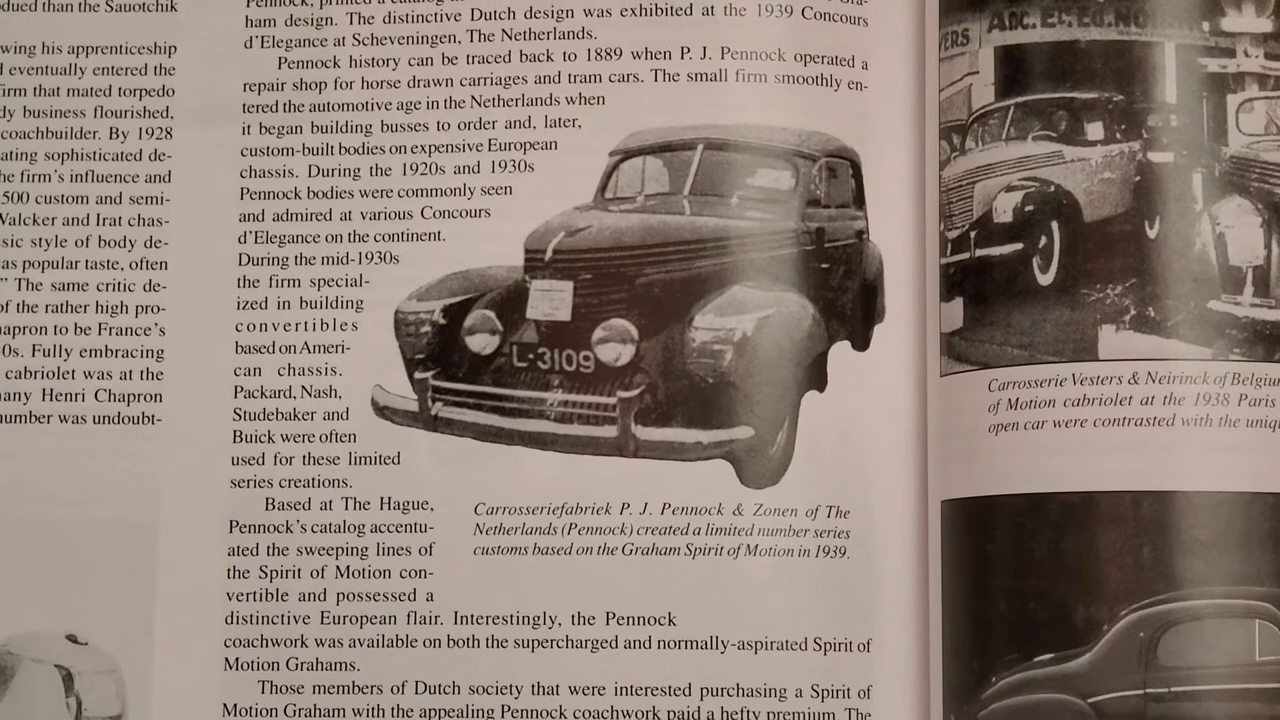 dued than the Sauotchik
wing his apprenticeship
eventually entered the
firm that mated torpedo
dy business flourished,
coachbuilder. By 1928
ating sophisticated de-
he firm's influence and
500 custom and semi-
Valcker and Irat chas-
sic style of body de-
as popular taste, often
" The same critic de-
of the rather high pro-
hapron to be France's
0s. Fully embracing
cabriolet was at the
any Henri Chapron
number was undoubt-
Pennock, printed a catalog
ham design. The distinctive Dutch design was exhibited at the 1939 Concours
d'Elegance at Scheveningen, The Netherlands.
Pennock history can be traced back to 1889 when P. J. Pennock operated a
repair shop for horse drawn carriages and tram cars. The small firm smoothly en-
tered the automotive age in the Netherlands when
it began building busses to order and, later,
custom-built bodies on expensive European
chassis. During the 1920s and 1930s
Pennock bodies were commonly seen
and admired at various Concours
d'Elegance on the continent.
During the mid-1930s
the firm special-
ized in building
convertibles
based on Ameri-
can chassis.
Packard, Nash,
Studebaker and
Buick were often
used for these limited
series creations.
Based at The Hague,
Pennock's catalog accentu-
ated the sweeping lines of
the Spirit of Motion con-
vertible and possessed a
distinctive European flair. Interestingly, the Pennock
coachwork was available on both the supercharged and normally-aspirated Spirit of
Motion Grahams.
Those members of Dutch society that were interested purchasing a Spirit of
Motion Graham with the appealing Pennock coachwork paid a hefty premium. The
L-3109
Carrosseriefabriek P. J. Pennock & Zonen of The
Netherlands (Pennock) created a limited number series
customs based on the Graham Spirit of Motion in 1939.
VERS
Carrosserie Vesters & Neirinck of Belgiu
of Motion cabriolet at the 1938 Paris
open car were contrasted with the uniqu